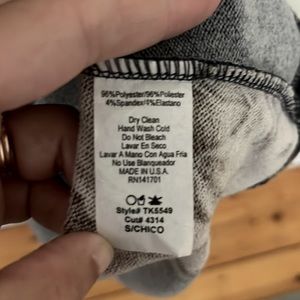 96%Polyester/96%Poliester
4%Spandex/4%Elastano
Dry Clean
Hand Wash Cold
Do Not Bleach
Lavar En Seco
Lavar A Mano Con Agua Fria
No Use Blanqueador
MADE IN U.S.A.
RN141701
Style# TK5549
Cut# 4314
S/CHICO